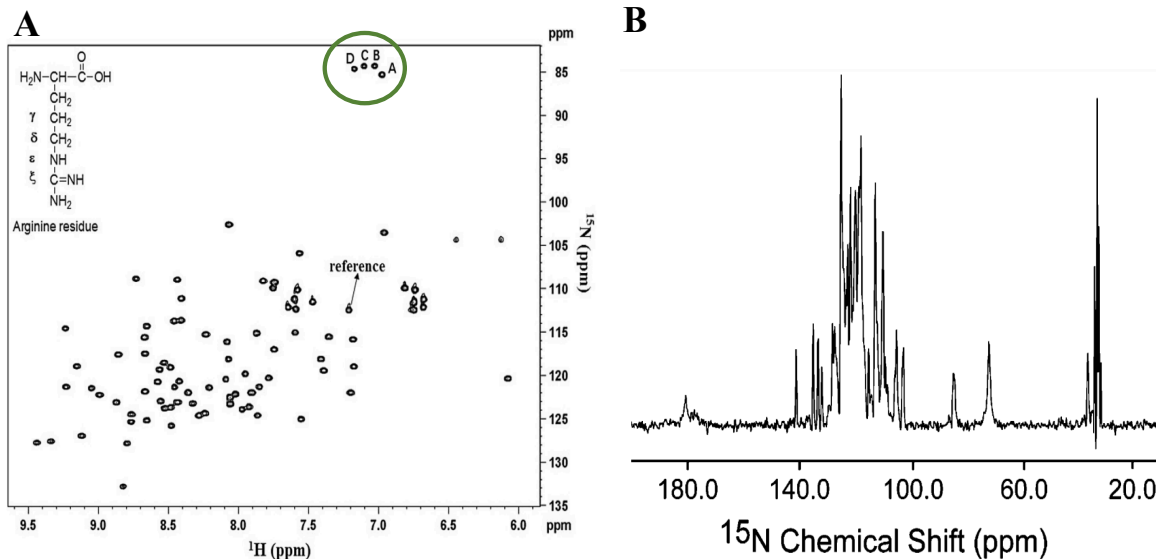 A
ppm
D C B
A
O
H₂N—CH—C—OH
CH₂
γ CH₂
δ CH₂
ε NH
ξ C=NH
NH₂
Arginine residue
reference
85
90
95
100
105
110
115
120
125
130
135
¹⁵N (ppm)
9.5 9.0 8.5 8.0 7.5 7.0 6.5 6.0 ppm
¹H (ppm)
B
180.0 140.0 100.0 60.0 20.0
15N Chemical Shift (ppm)